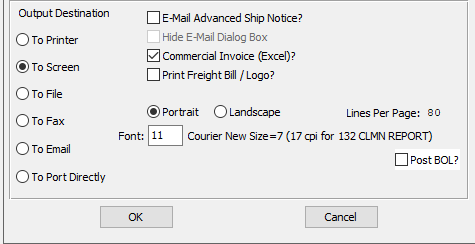 Output Destination
E-Mail Advanced Ship Notice?
To Printer
Hide E-Mail Dialog Box
Commercial Invoice (Excel)?
To Screen
Print Freight Bill / Logo?
To File
Portrait Landscape Lines Per Page: 80
To Fax
Font: 11 Courier New Size=7 (17 cpi for 132 CLMN REPORT)
To Email
Post BOL?
To Port Directly
OK Cancel